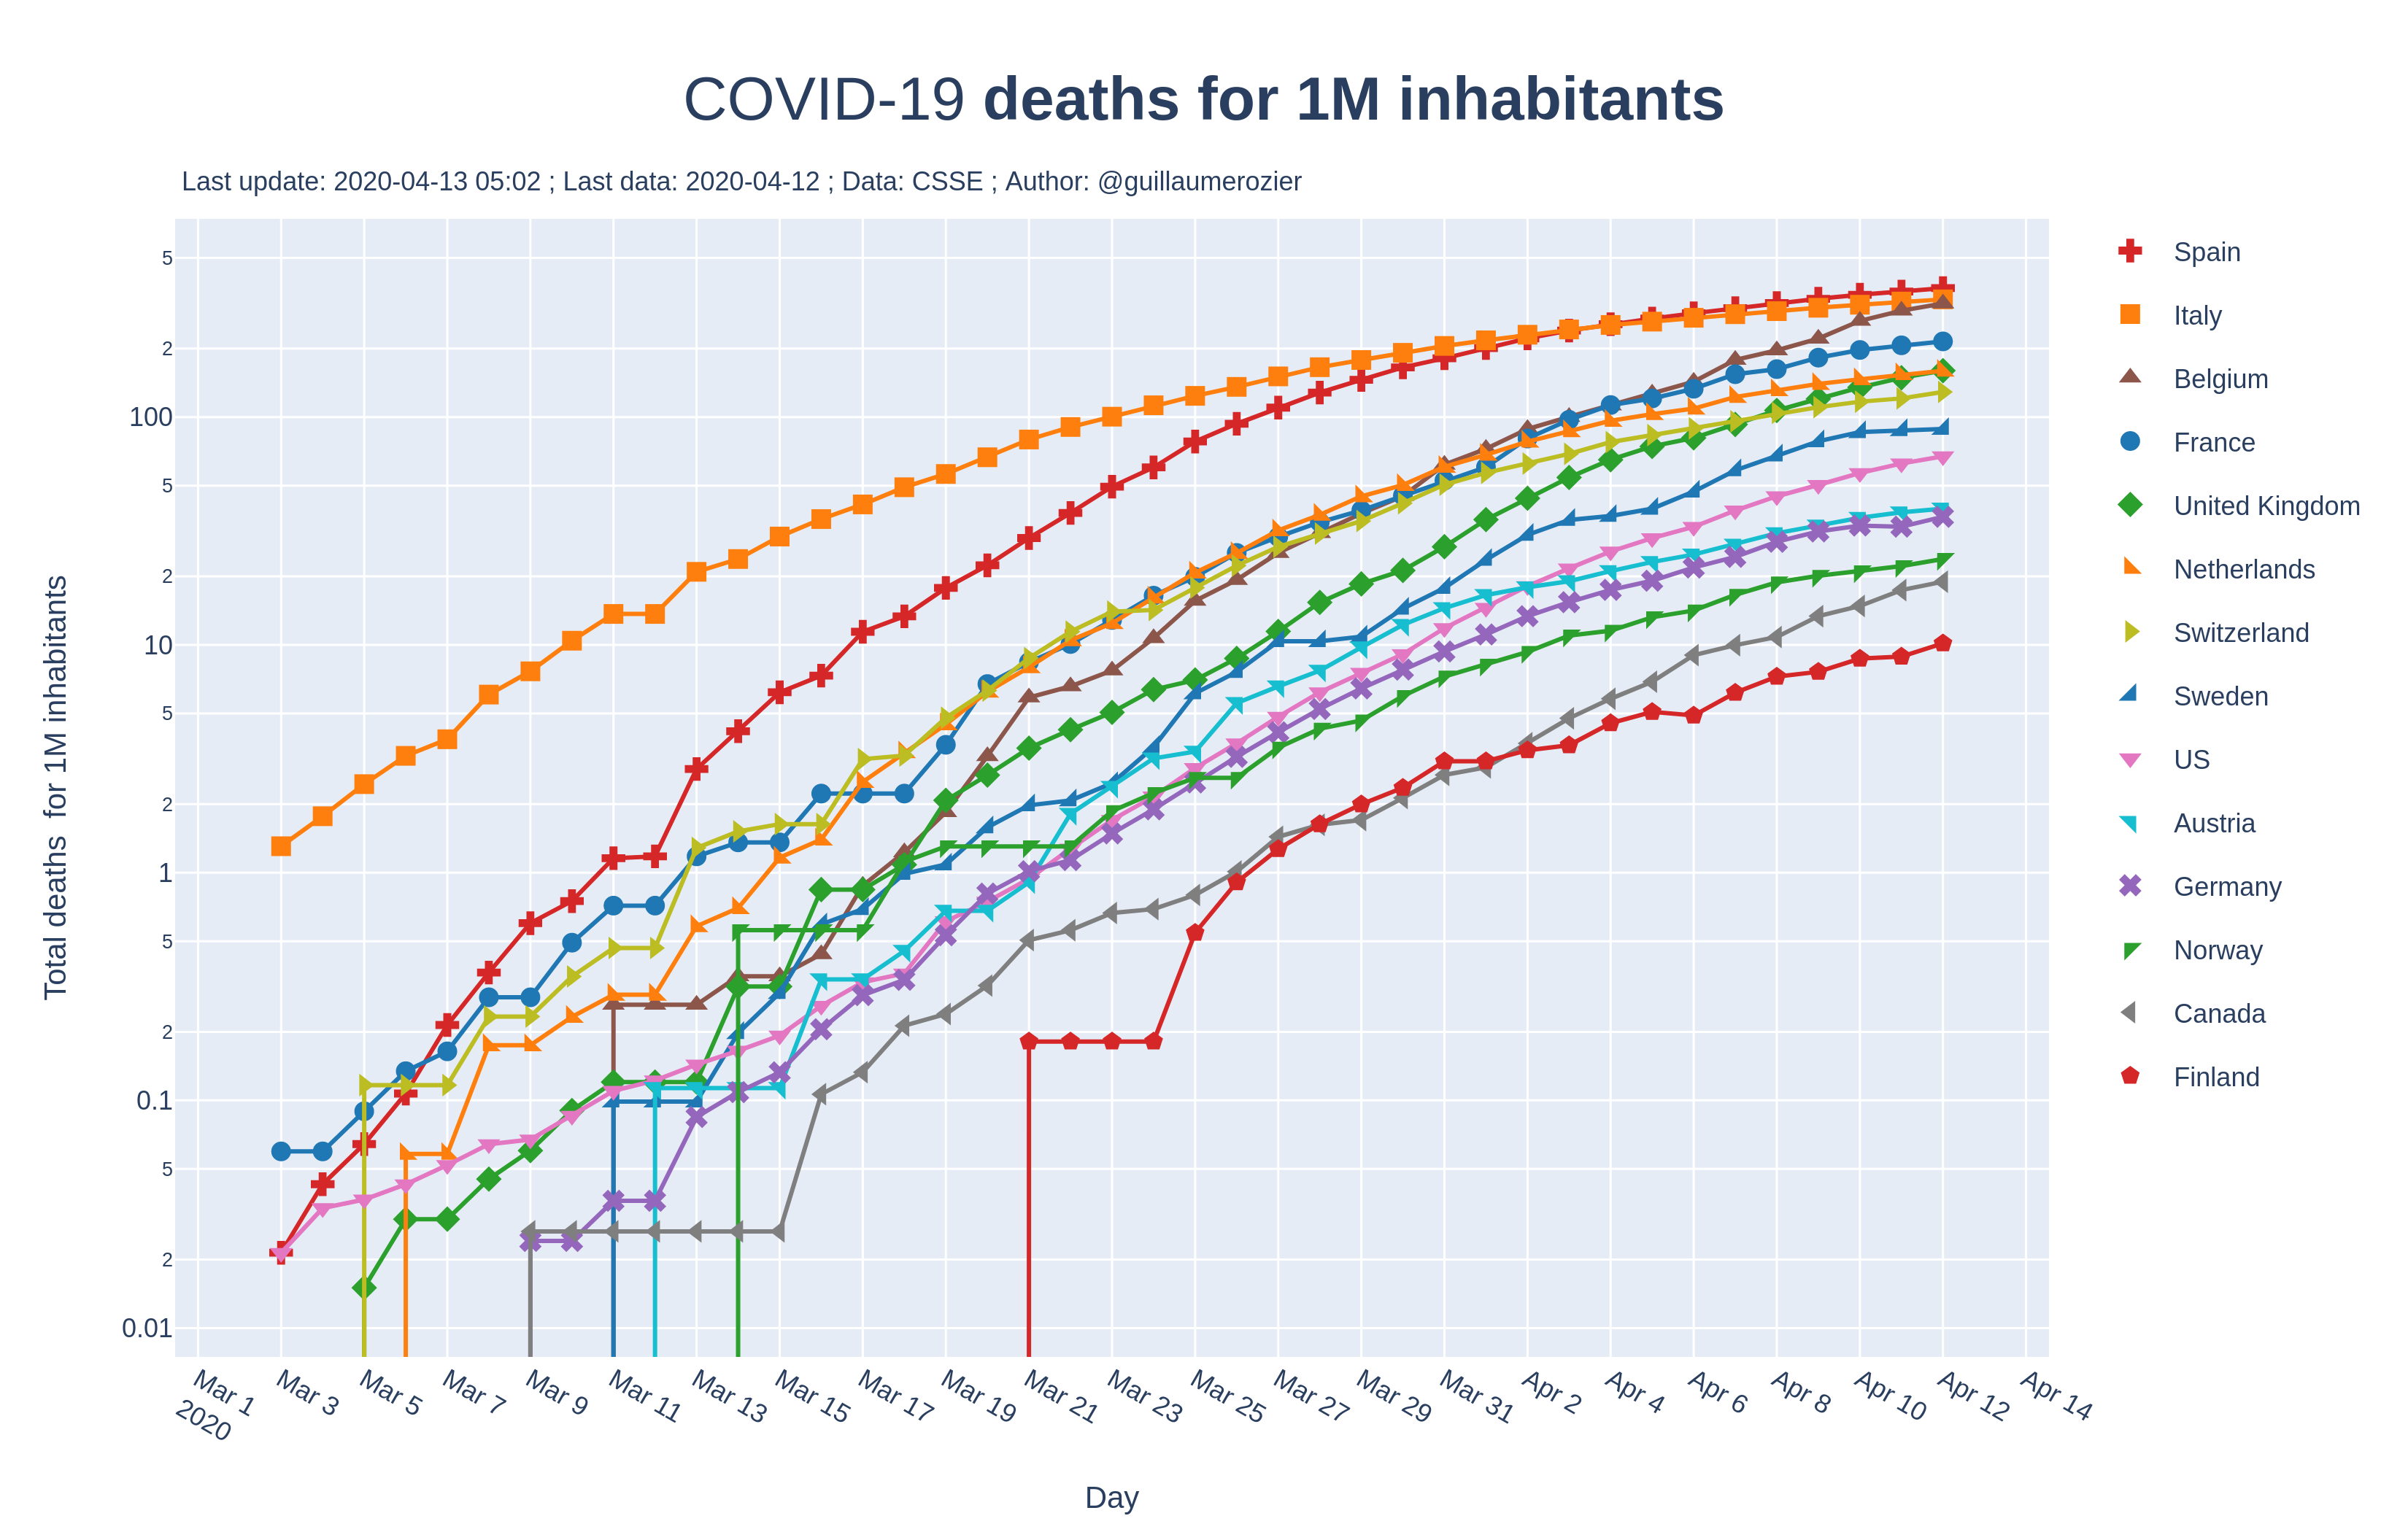 COVID-19 deaths for 1M inhabitants
Last update: 2020-04-13 05:02 ; Last data: 2020-04-12 ; Data: CSSE ; Author: @guillaumerozier
Total deaths for 1M inhabitants
5
2
100
5
2
10
5
2
1
5
2
0.1
5
2
0.01
Mar 1
2020
Mar 3
Mar 5
Mar 7
Mar 9
Mar 11
Mar 13
Mar 15
Mar 17
Mar 19
Mar 21
Mar 23
Mar 25
Mar 27
Mar 29
Mar 31
Apr 2
Apr 4
Apr 6
Apr 8
Apr 10
Apr 12
Apr 14
Day
Spain
Italy
Belgium
France
United Kingdom
Netherlands
Switzerland
Sweden
US
Austria
Germany
Norway
Canada
Finland